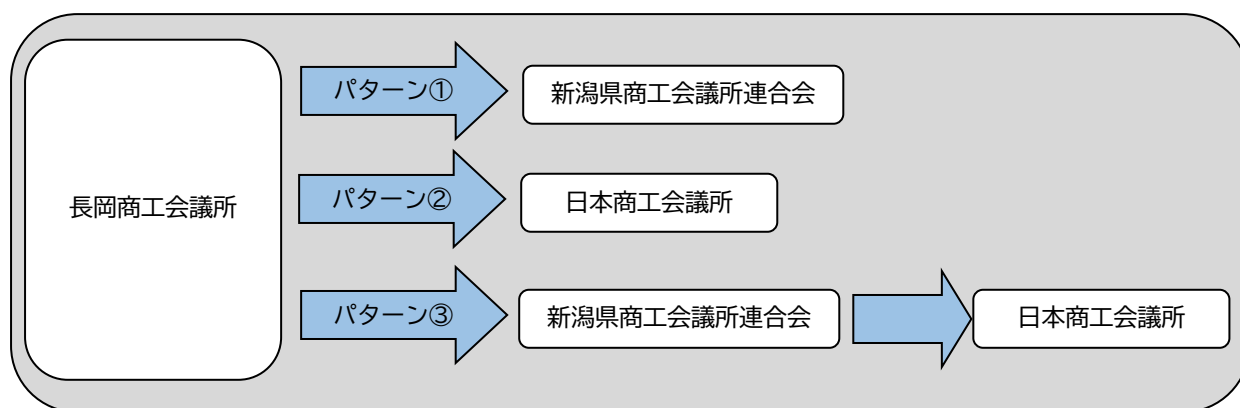 長岡商工会議所
パターン①
新潟県商工会議所連合会
パターン②
日本商工会議所
パターン③
新潟県商工会議所連合会
日本商工会議所